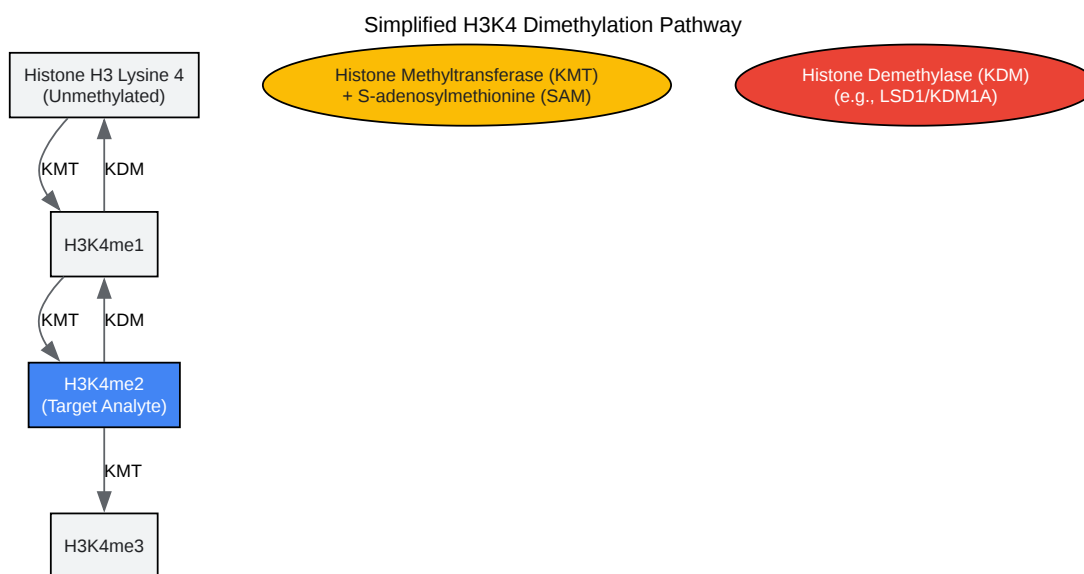 Simplified H3K4 Dimethylation Pathway
Histone H3 Lysine 4
(Unmethylated)
Histone Methyltransferase (KMT)
+ S-adenosylmethionine (SAM)
Histone Demethylase (KDM)
(e.g., LSD1/KDM1A)
KMT
KDM
H3K4me1
KMT
KDM
H3K4me2
(Target Analyte)
KMT
H3K4me3